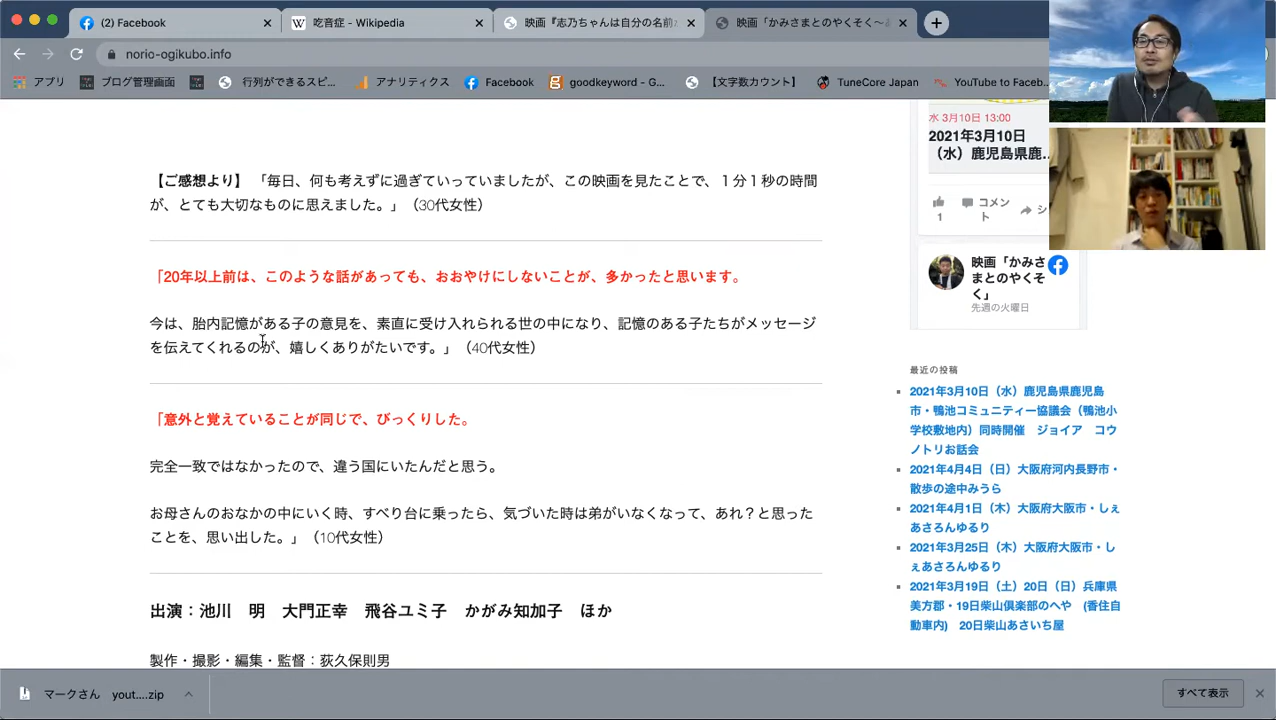 Facebook
吃音症 - Wikipedia
映画『志乃ちゃんは自分の名前
映画「かみさまとのやくそく〜
norio-ogikubo.info
アプリ
ブログ管理画面
行列ができるスピ...
アナリティクス
Facebook
goodkeyword - G...
【文字数カウント】
TuneCore Japan
YouTube to Faceb...
【ご感想より】 「毎日、何も考えずに過ぎていっていましたが、この映画を見たことで、１分１秒の時間
が、とても大切なものに思えました。」（30代女性）
「20年以上前は、このような話があっても、おおやけにしないことが、多かったと思います。
今は、胎内記憶がある子の意見を、素直に受け入れられる世の中になり、記憶のある子たちがメッセージ
を伝えてくれるのが、嬉しくありがたいです。」（40代女性）
「意外と覚えていることが同じで、びっくりした。
完全一致ではなかったので、違う国にいたんだと思う。
お母さんのおなかの中にいく時、すべり台に乗ったら、気づいた時は弟がいなくなって、あれ？と思った
ことを、思い出した。」（10代女性）
出演：池川　明　大門正幸　飛谷ユミ子　かがみ知加子　ほか
製作・撮影・編集・監督：荻久保則男
水 3月10日 13:00
2021年3月10日
（水）鹿児島県鹿...
1
コメン
ト
シ
映画「かみさ
まとのやくそ
く」
先週の火曜日
最近の投稿
2021年3月10日（水）鹿児島県鹿児島
市・鴨池コミュニティー協議会（鴨池小
学校敷地内）同時開催　ジョイア　コウ
ノトリお話会
2021年4月4日（日）大阪府河内長野市・
散歩の途中みうら
2021年4月1日（木）大阪府大阪市・しぇ
あさろんゆるり
2021年3月25日（木）大阪府大阪市・し
ぇあさろんゆるり
2021年3月19日（土）20日（日）兵庫県
美方郡・19日柴山倶楽部のへや　(香住自
動車内)　20日柴山あさいち屋
マークさん　yout....zip
すべて表示